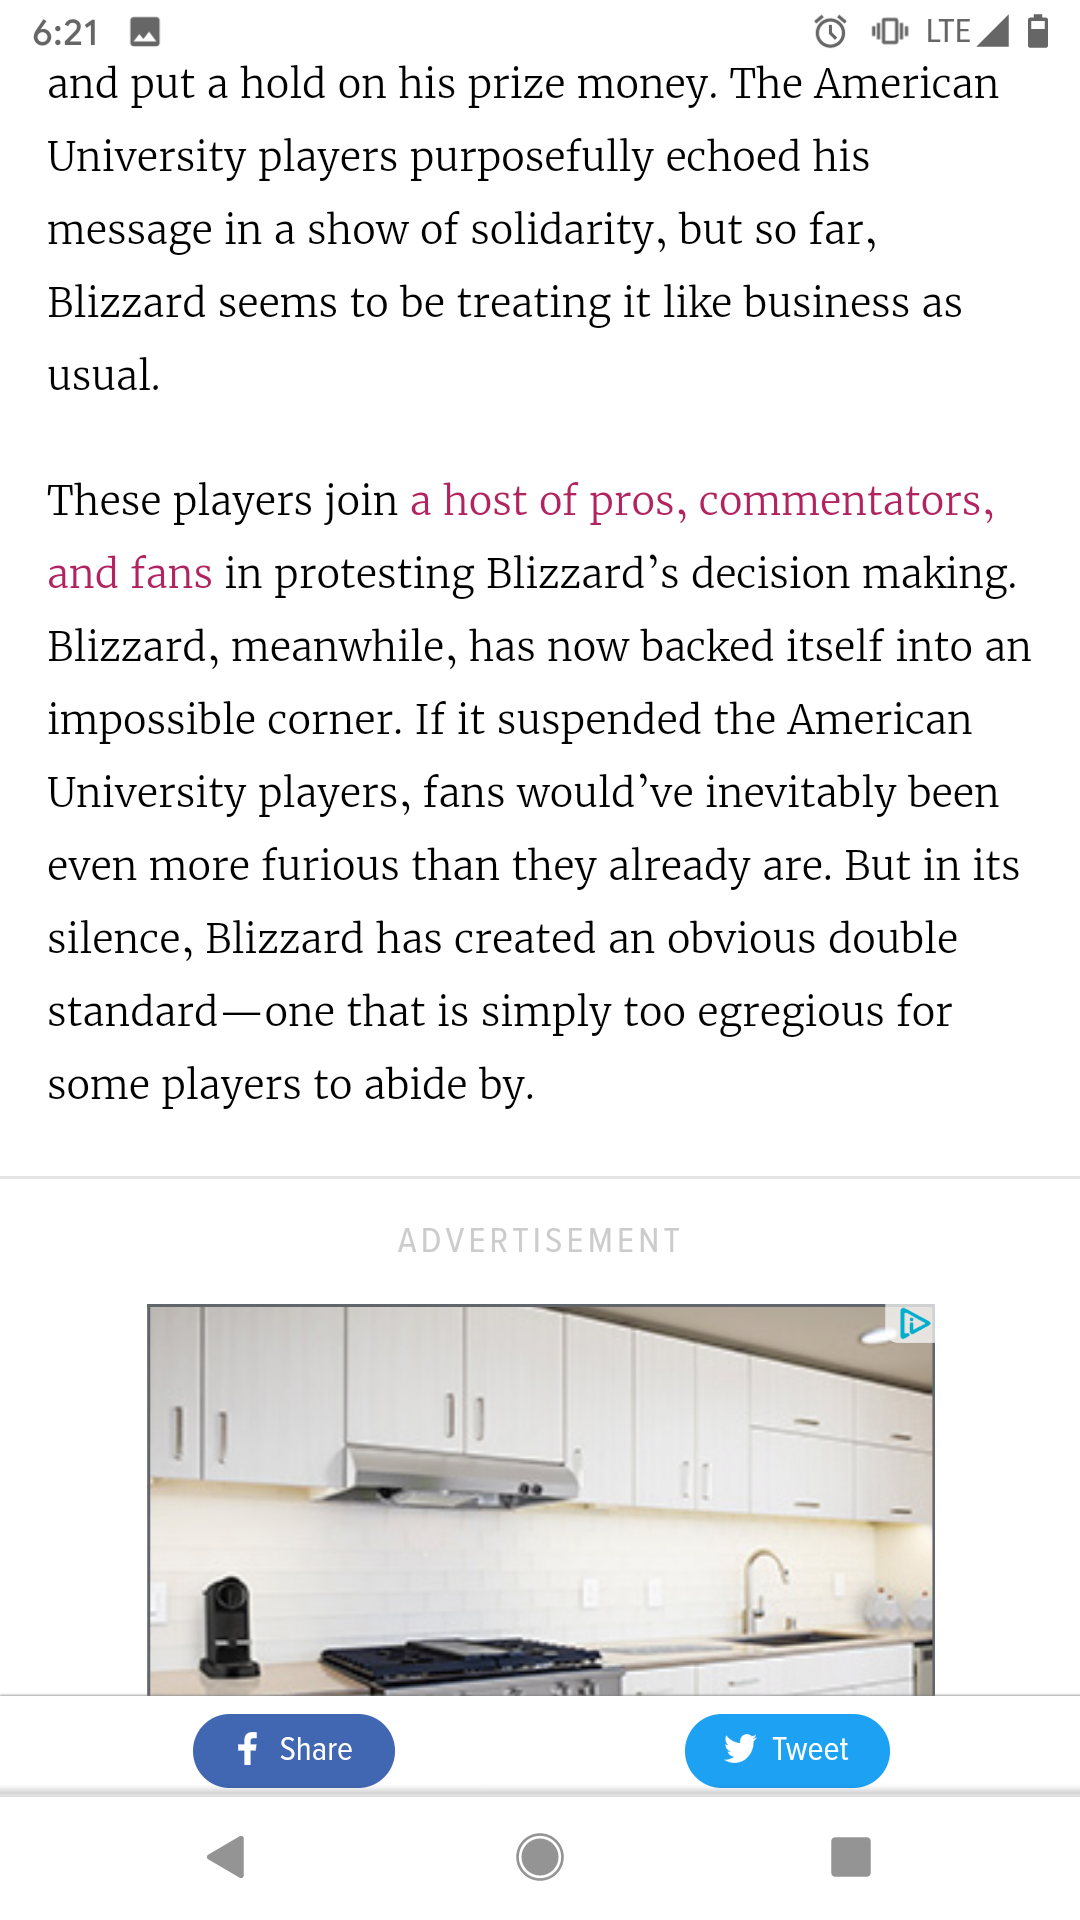 6:21
LTE
and put a hold on his prize money. The American
University players purposefully echoed his
message in a show of solidarity, but so far,
Blizzard seems to be treating it like business as
usual.
These players join a host of pros, commentators,
and fans in protesting Blizzard’s decision making.
Blizzard, meanwhile, has now backed itself into an
impossible corner. If it suspended the American
University players, fans would’ve inevitably been
even more furious than they already are. But in its
silence, Blizzard has created an obvious double
standard—one that is simply too egregious for
some players to abide by.
ADVERTISEMENT
Share
Tweet